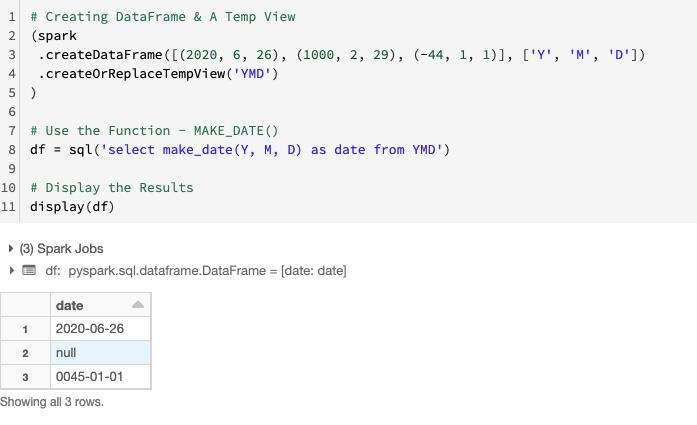 1 # Creating DataFrame & A Temp View
2 (spark
3 .createDataFrame([(2020, 6, 26), (1000, 2, 29), (-44, 1, 1)], ['Y', 'M', 'D'])
4 .createOrReplaceTempView('YMD')
5 )
6
7 # Use the Function - MAKE_DATE()
8 df = sql('select make_date(Y, M, D) as date from YMD')
9
10 # Display the Results
11 display(df)
(3) Spark Jobs
df: pyspark.sql.dataframe.DataFrame = [date: date]
date
1 2020-06-26
2 null
3 0045-01-01
Showing all 3 rows.